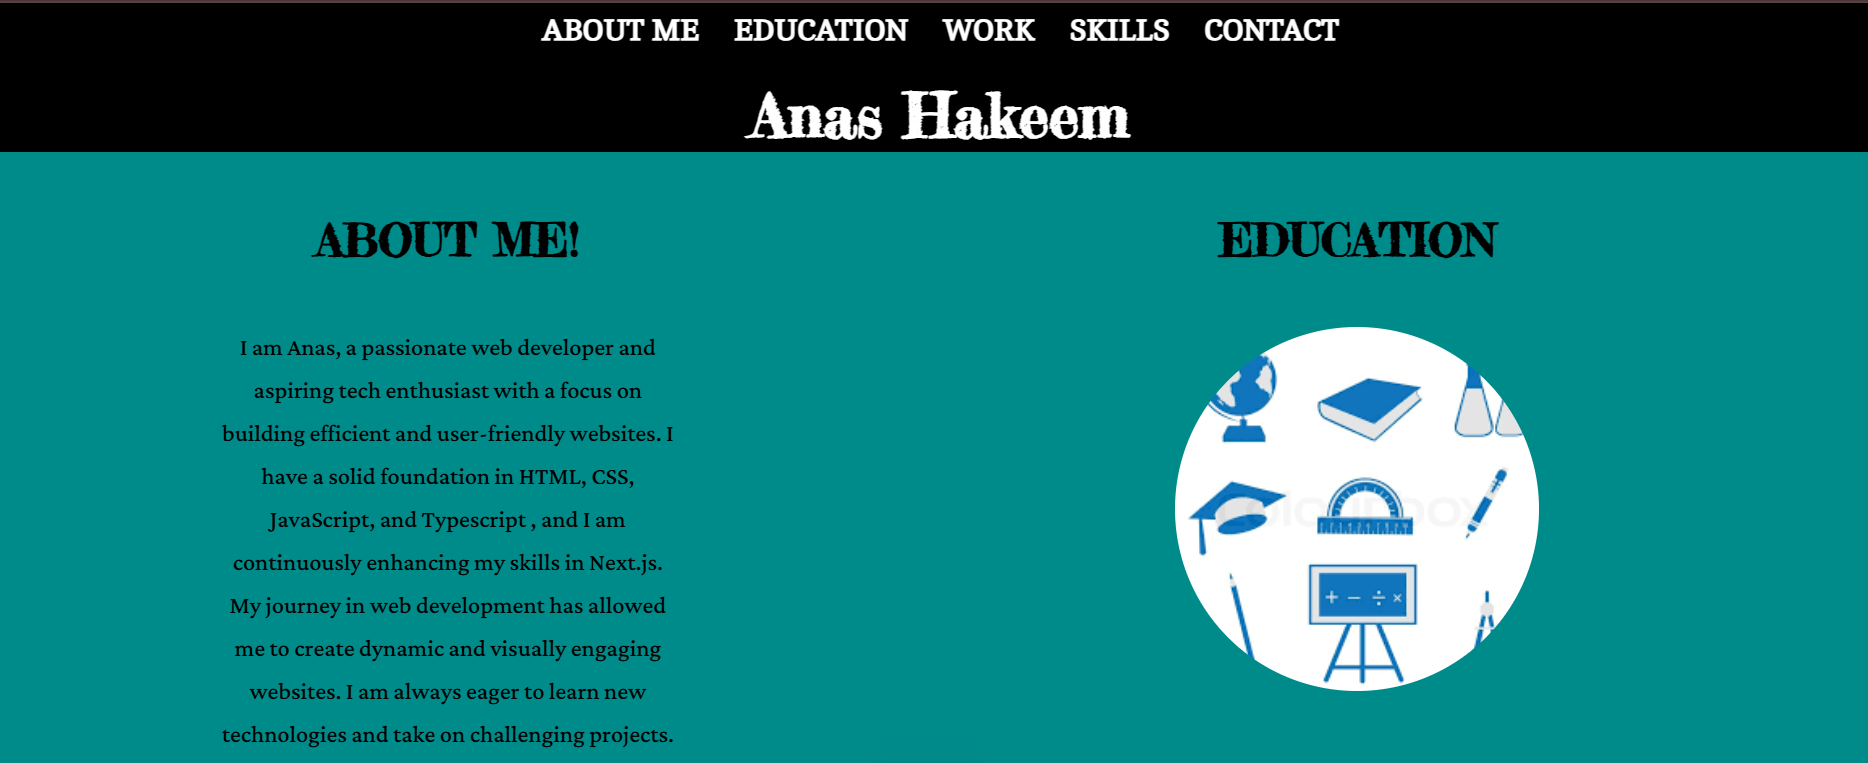 ABOUT ME EDUCATION WORK SKILLS CONTACT
Anas Hakeem
ABOUT ME!
I am Anas, a passionate web developer and
aspiring tech enthusiast with a focus on
building efficient and user-friendly websites. I
have a solid foundation in HTML, CSS,
JavaScript, and Typescript , and I am
continuously enhancing my skills in Next.js.
My journey in web development has allowed
me to create dynamic and visually engaging
websites. I am always eager to learn new
technologies and take on challenging projects.
EDUCATION
+ − ÷ ×